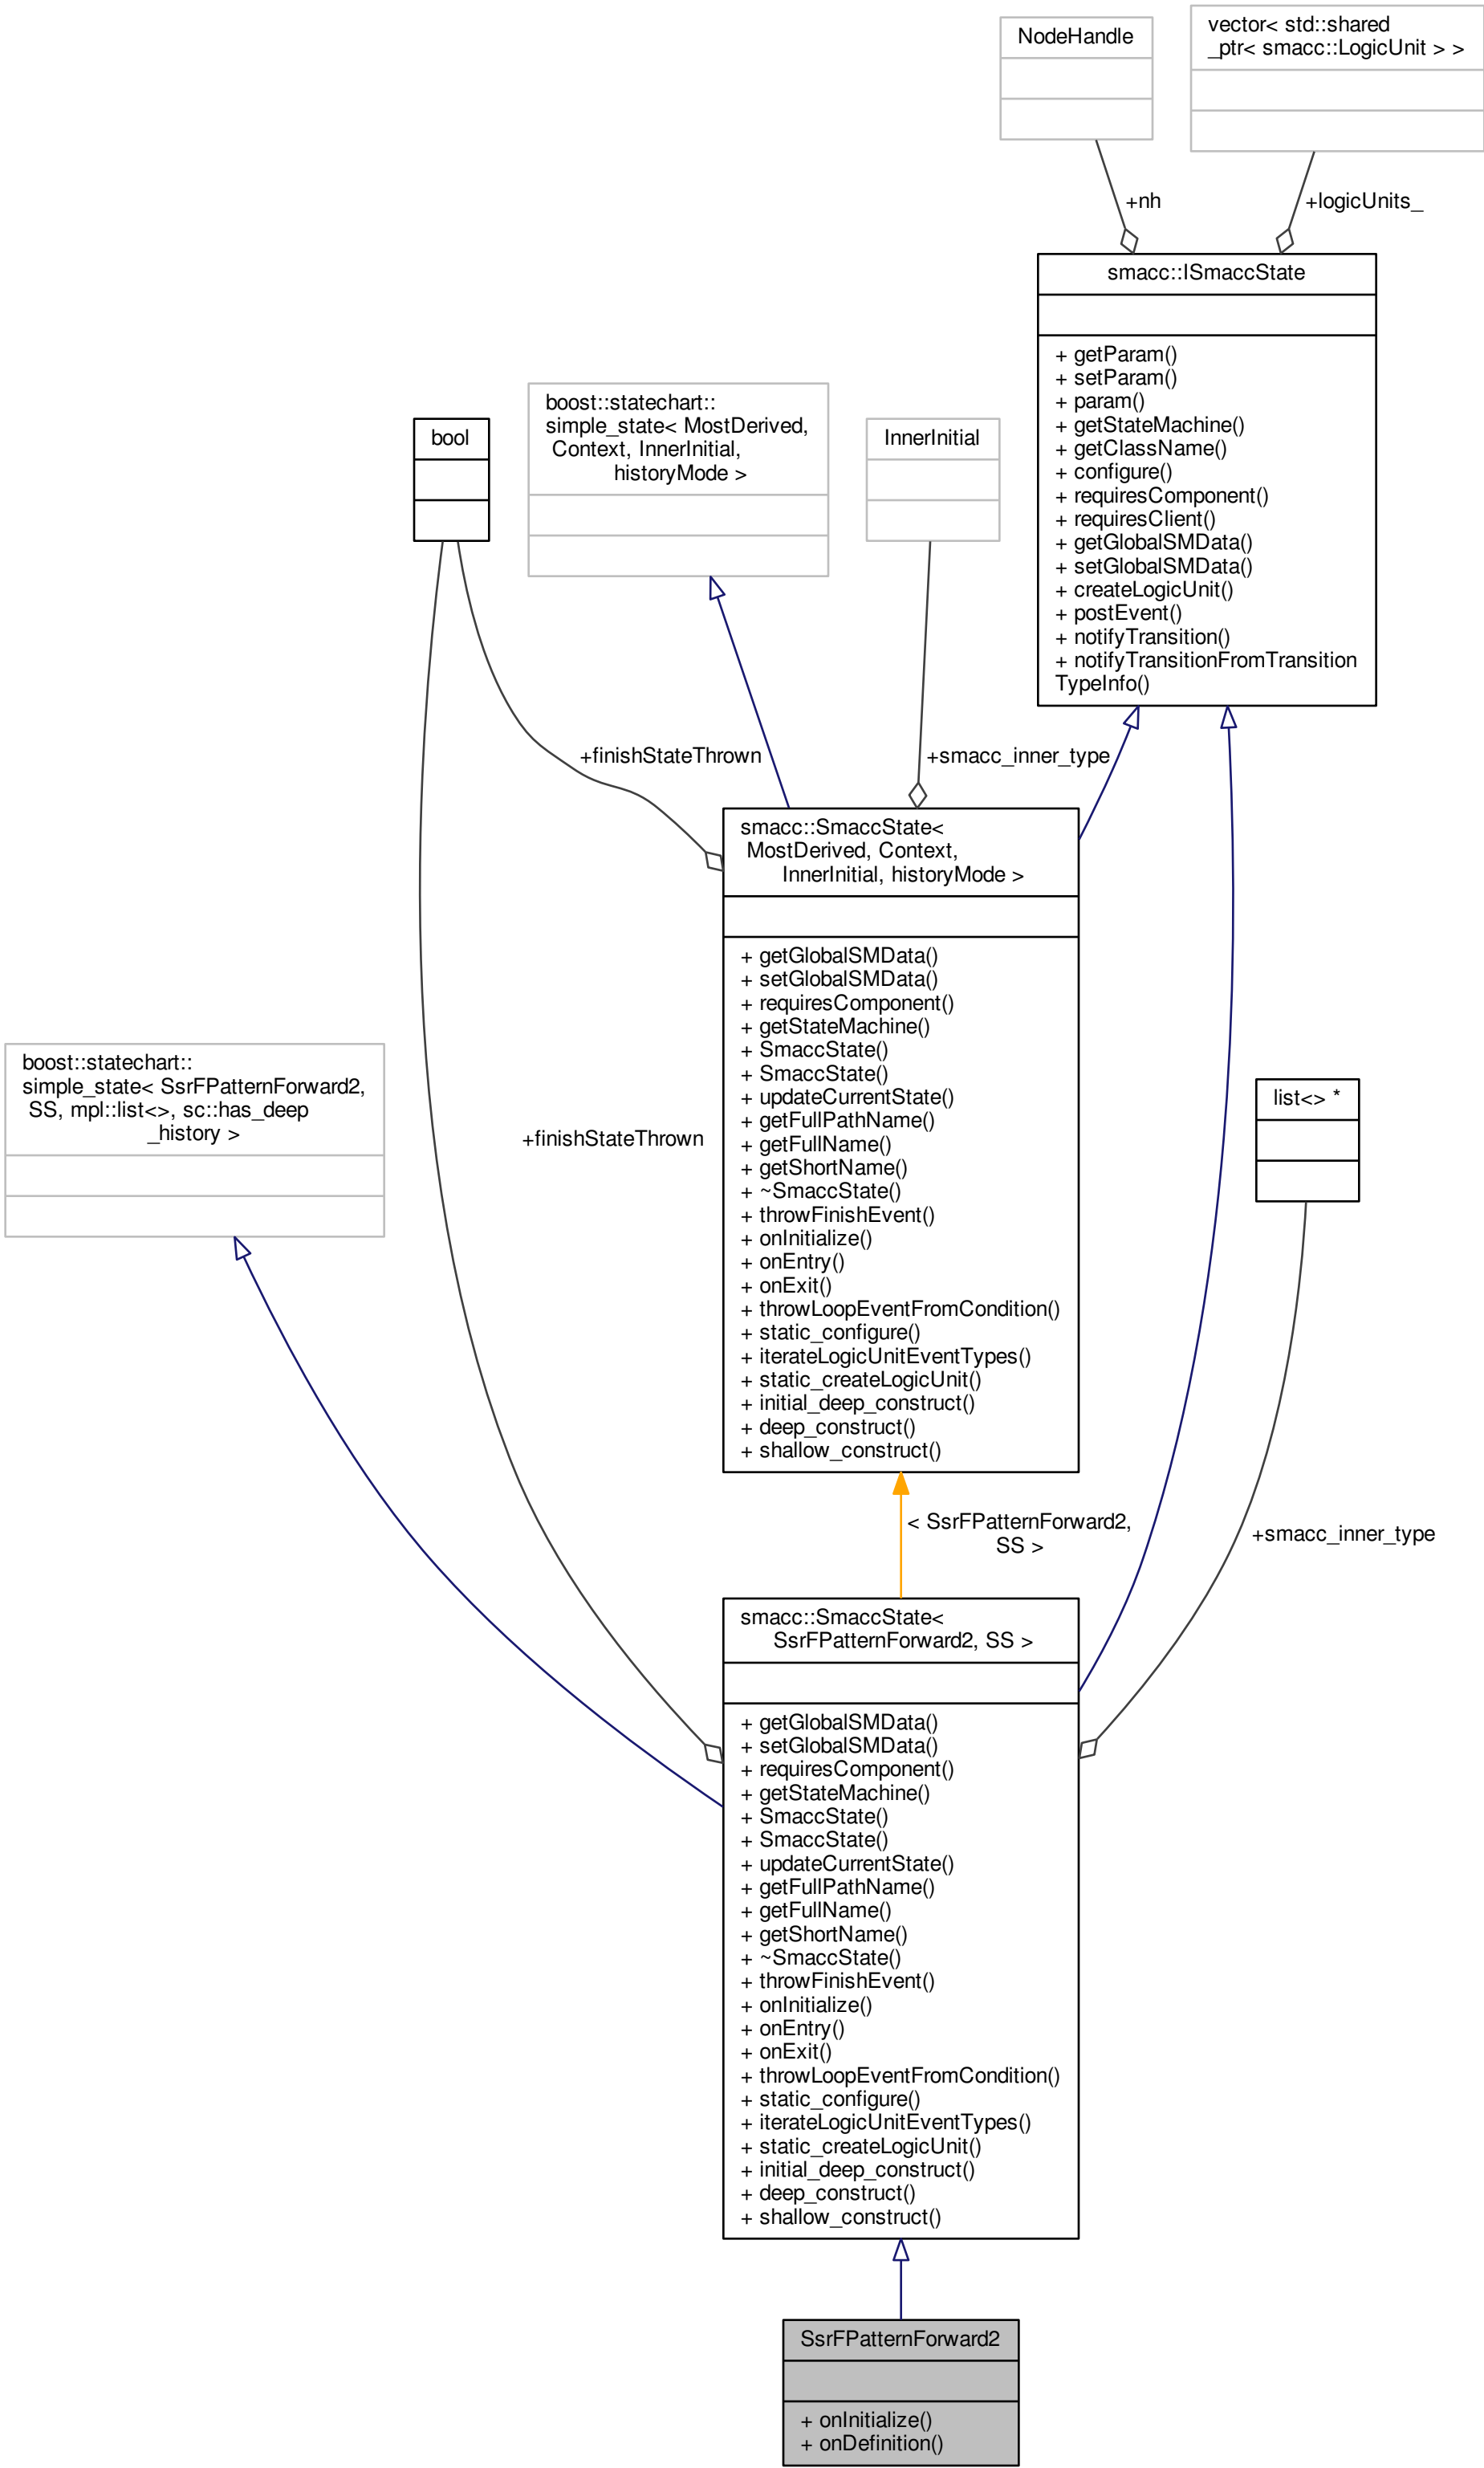 NodeHandle
vector< std::shared
_ptr< smacc::LogicUnit > >
+nh
+logicUnits_
smacc::ISmaccState
+ getParam()
+ setParam()
+ param()
+ getStateMachine()
+ getClassName()
+ configure()
+ requiresComponent()
+ requiresClient()
+ getGlobalSMData()
+ setGlobalSMData()
+ createLogicUnit()
+ postEvent()
+ notifyTransition()
+ notifyTransitionFromTransition
TypeInfo()
bool
boost::statechart::
simple_state< MostDerived,
Context, InnerInitial,
historyMode >
InnerInitial
+finishStateThrown
+smacc_inner_type
smacc::SmaccState<
MostDerived, Context,
InnerInitial, historyMode >
+ getGlobalSMData()
+ setGlobalSMData()
+ requiresComponent()
+ getStateMachine()
+ SmaccState()
+ SmaccState()
+ updateCurrentState()
+ getFullPathName()
+ getFullName()
+ getShortName()
+ ~SmaccState()
+ throwFinishEvent()
+ onInitialize()
+ onEntry()
+ onExit()
+ throwLoopEventFromCondition()
+ static_configure()
+ iterateLogicUnitEventTypes()
+ static_createLogicUnit()
+ initial_deep_construct()
+ deep_construct()
+ shallow_construct()
boost::statechart::
simple_state< SsrFPatternForward2,
SS, mpl::list<>, sc::has_deep
_history >
+finishStateThrown
list<> *
< SsrFPatternForward2,
SS >
+smacc_inner_type
smacc::SmaccState<
SsrFPatternForward2, SS >
+ getGlobalSMData()
+ setGlobalSMData()
+ requiresComponent()
+ getStateMachine()
+ SmaccState()
+ SmaccState()
+ updateCurrentState()
+ getFullPathName()
+ getFullName()
+ getShortName()
+ ~SmaccState()
+ throwFinishEvent()
+ onInitialize()
+ onEntry()
+ onExit()
+ throwLoopEventFromCondition()
+ static_configure()
+ iterateLogicUnitEventTypes()
+ static_createLogicUnit()
+ initial_deep_construct()
+ deep_construct()
+ shallow_construct()
SsrFPatternForward2
+ onInitialize()
+ onDefinition()